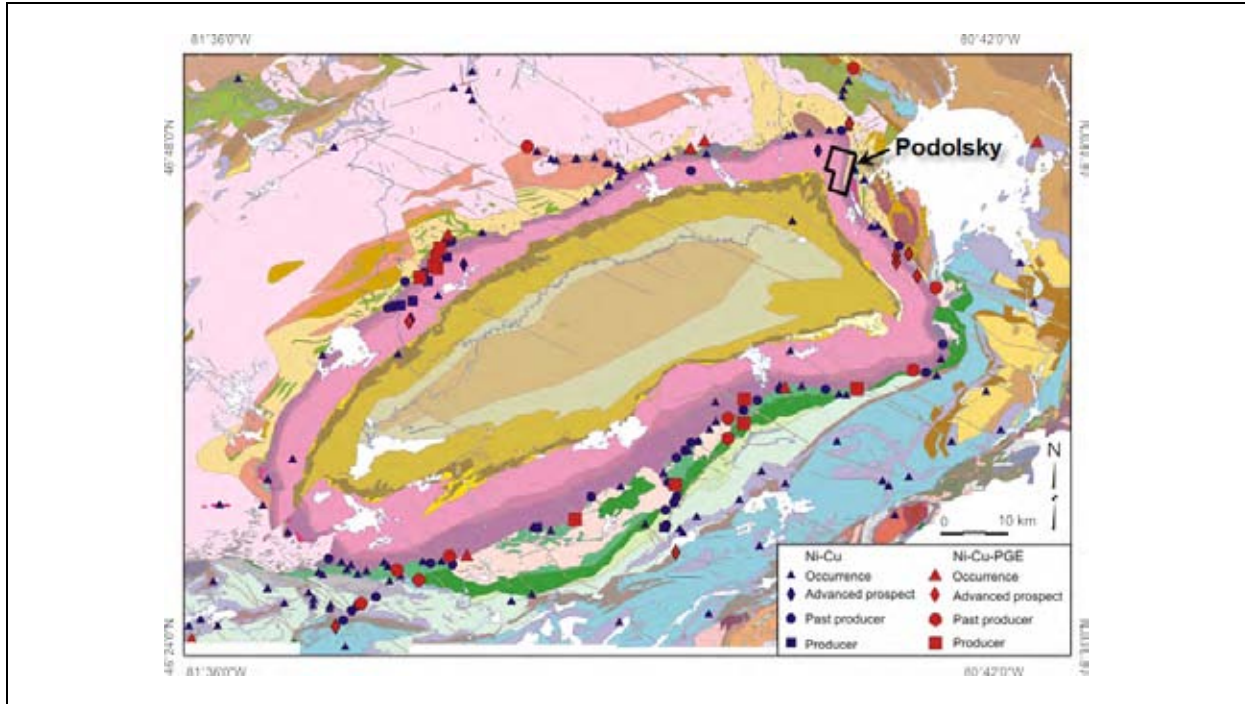 81°36'0"W 80°42'0"W
46°48'0"N
Podolsky
N
0 10 km
Ni-Cu Ni-Cu-PGE
Occurrence Occurrence
Advanced prospect Advanced prospect
Past producer Past producer
Producer Producer
46°24'0"N
81°36'0"W 80°42'0"W